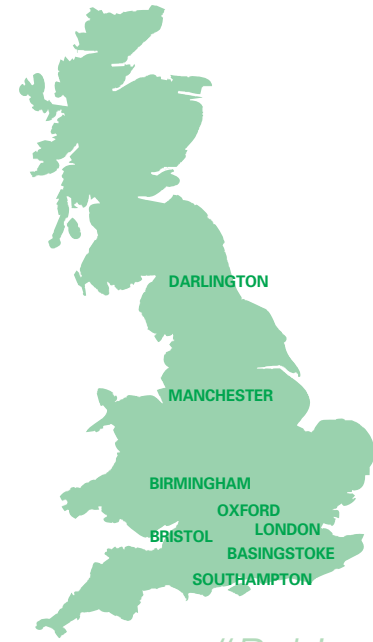 DARLINGTON
MANCHESTER
BIRMINGHAM
OXFORD
LONDON
BRISTOL
BASINGSTOKE
SOUTHAMPTON